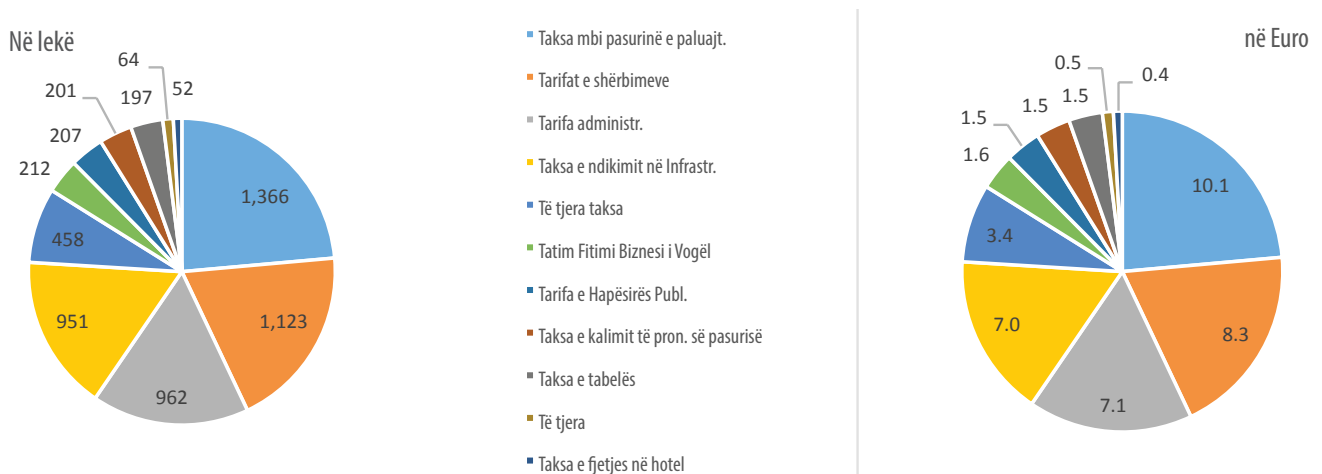 Në lekë
64
52
201
197
207
212
1,366
458
951
1,123
962
Taksa mbi pasurinë e paluajt.
Tarifat e shërbimeve
Tarifa administr.
Taksa e ndikimit në Infrastr.
Të tjera taksa
Tatim Fitimi Biznesi i Vogël
Tarifa e Hapësirës Publ.
Taksa e kalimit të pron. së pasurisë
Taksa e tabelës
Të tjera
Taksa e fjetjes në hotel
në Euro
0.5
0.4
1.5
1.5
1.5
1.6
10.1
3.4
7.0
8.3
7.1